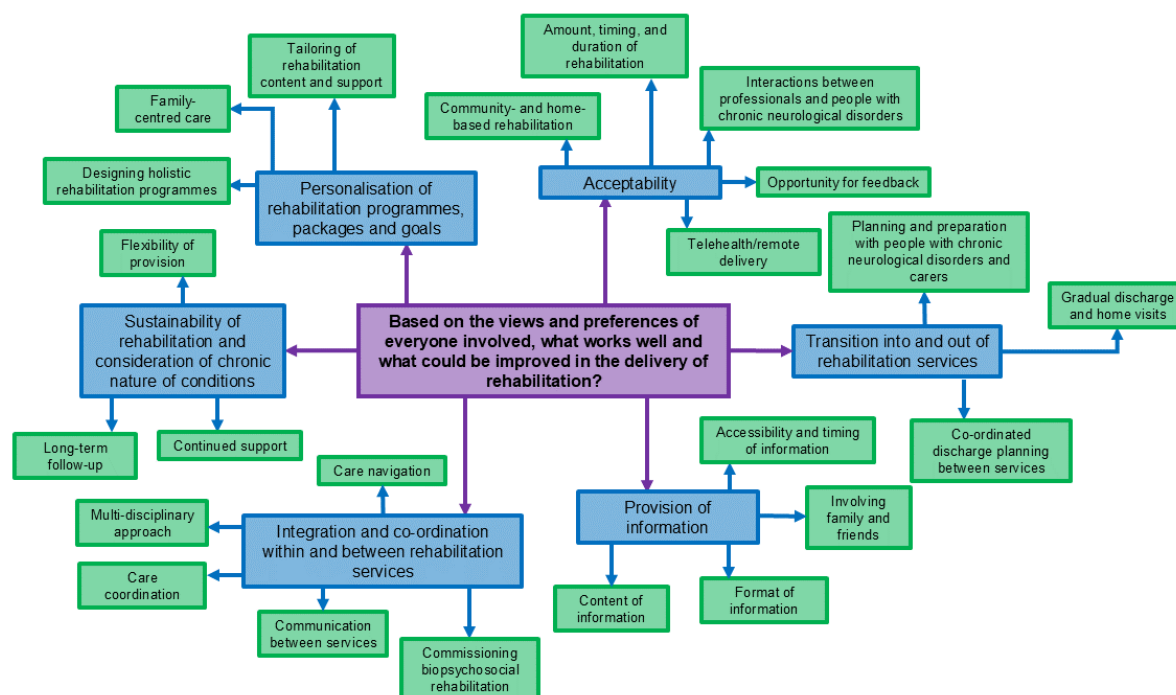 Tailoring of
rehabilitation
content and support
Family-
centred care
Designing holistic
rehabilitation programmes
Personalisation of
rehabilitation programmes,
packages and goals
Amount, timing, and
duration of
rehabilitation
Community- and home-
based rehabilitation
Interactions between
professionals and people with
chronic neurological disorders
Acceptability
Opportunity for feedback
Telehealth/remote
delivery
Flexibility of
provision
Sustainability of
rehabilitation and
consideration of chronic
nature of conditions
Long-term
follow-up
Continued support
Based on the views and preferences of
everyone involved, what works well and
what could be improved in the delivery of
rehabilitation?
Planning and preparation
with people with chronic
neurological disorders and
carers
Gradual discharge
and home visits
Transition into and out of
rehabilitation services
Co-ordinated
discharge planning
between services
Care navigation
Multi-disciplinary
approach
Integration and co-ordination
within and between rehabilitation
services
Care
coordination
Communication
between services
Commissioning
biopsychosocial
rehabilitation
Accessibility and timing
of information
Provision of
information
Involving
family and
friends
Content of
information
Format of
information